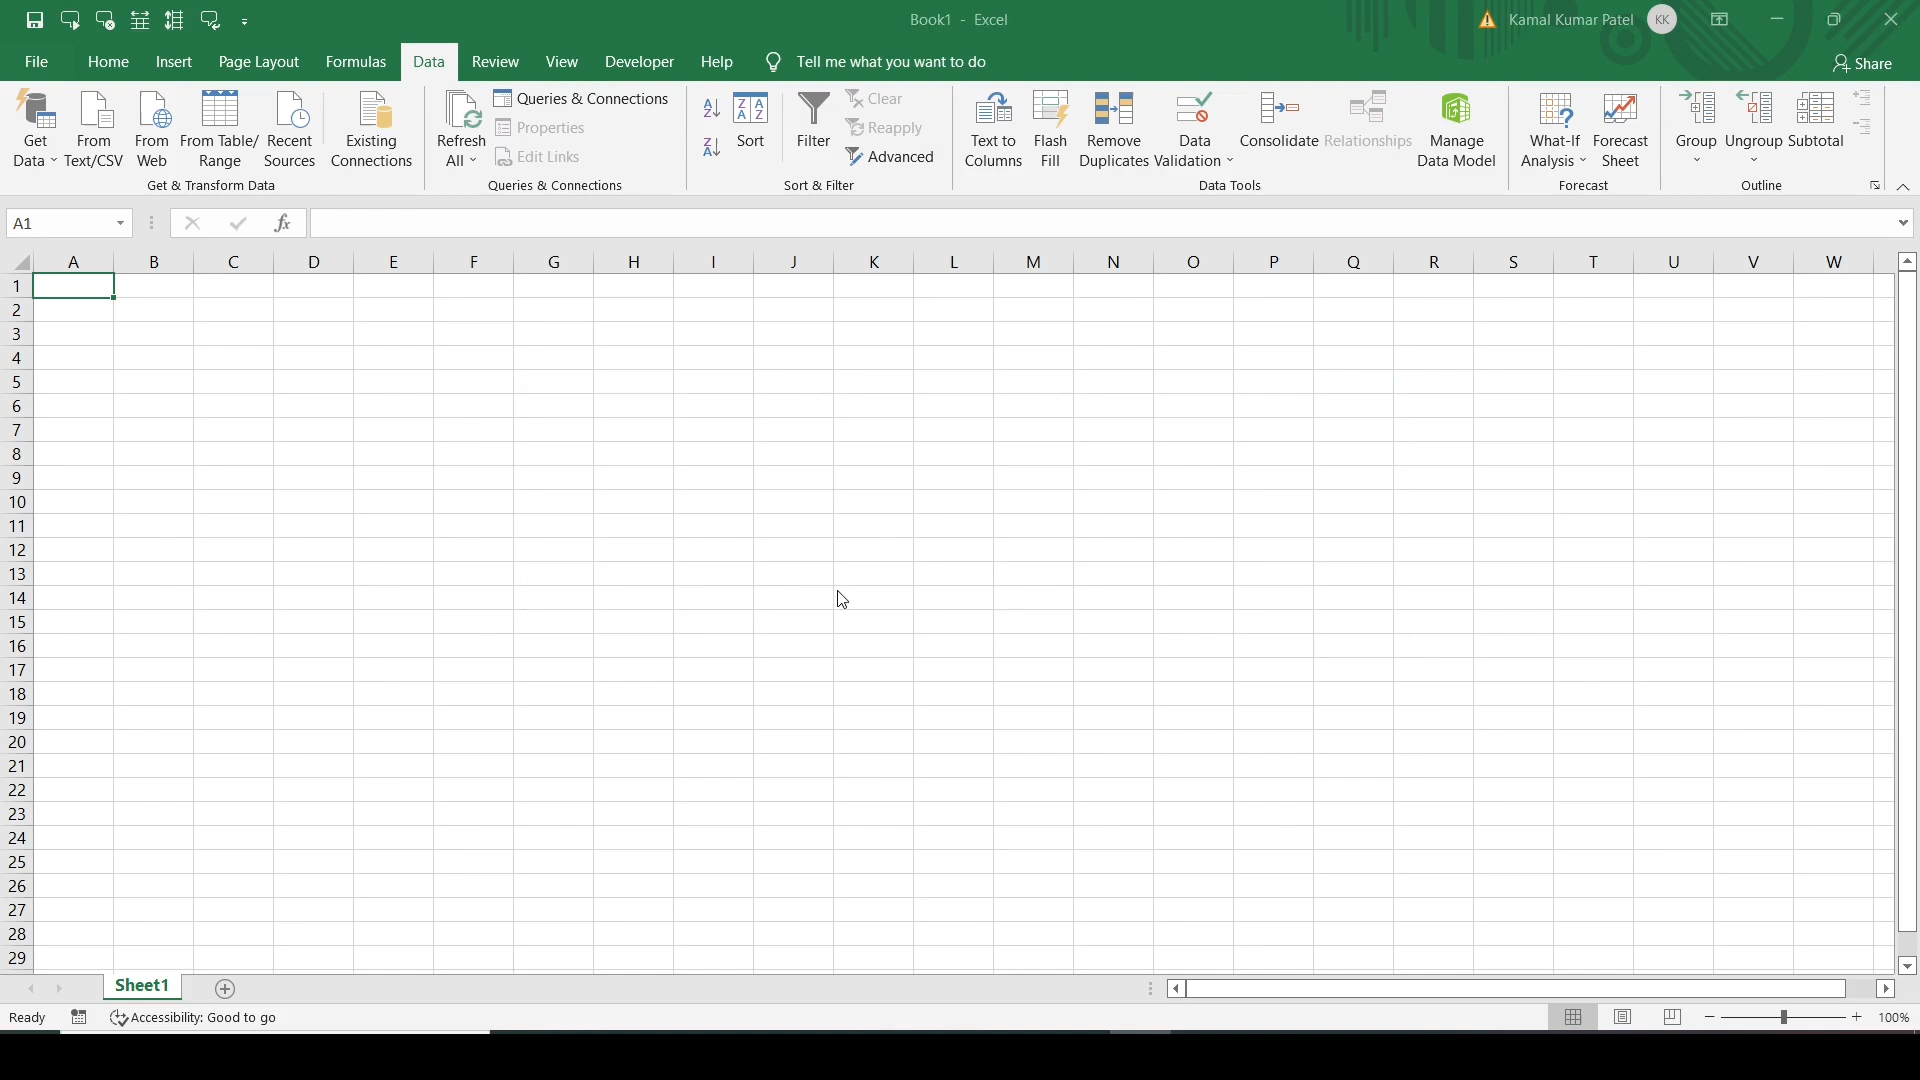 Book1 - Excel
Kamal Kumar Patel KK
File Home Insert Page Layout Formulas Data Review View Developer Help Tell me what you want to do Share
Get Data
From Text/CSV
From Web
From Table/ Range
Recent Sources
Existing Connections
Get & Transform Data
Refresh All
Queries & Connections
Properties
Edit Links
Queries & Connections
Sort
Filter
Clear
Reapply
Advanced
Sort & Filter
Text to Columns
Flash Fill
Remove Duplicates
Data Validation
Consolidate
Relationships
Manage Data Model
Data Tools
What-If Analysis
Forecast Sheet
Forecast
Group
Ungroup
Subtotal
Outline
A1 fx
A B C D E F G H I J K L M N O P Q R S T U V W
1
2
3
4
5
6
7
8
9
10
11
12
13
14
15
16
17
18
19
20
21
22
23
24
25
26
27
28
29
Sheet1
Ready Accessibility: Good to go 100%